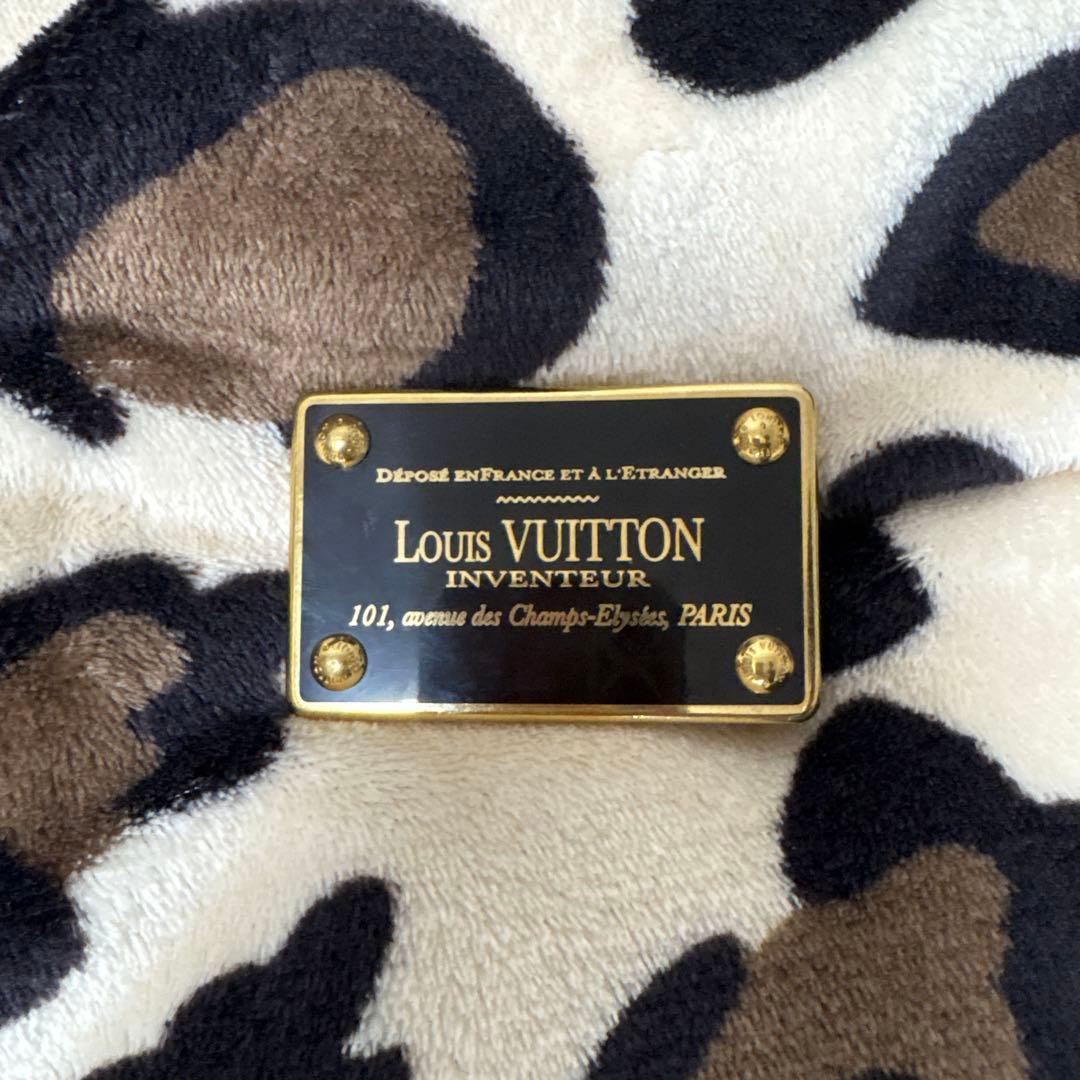 DÉPOSÉ ENFRANCE ET À L'ETRANGER
LOUIS VUITTON
INVENTEUR
101, avenue des Champs-Elysées, PARIS